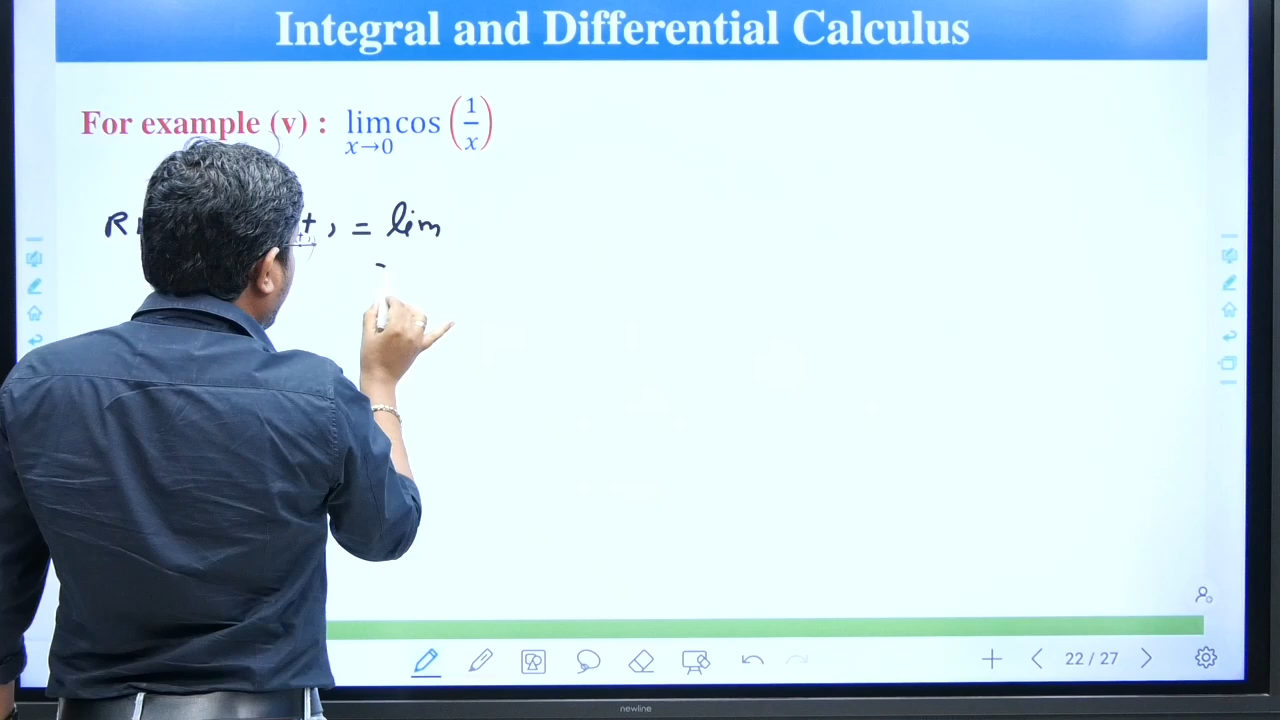 Integral and Differential Calculus
For example (v) : lim x→0 cos (1/x)
R + ) = lim
22 / 27
newline